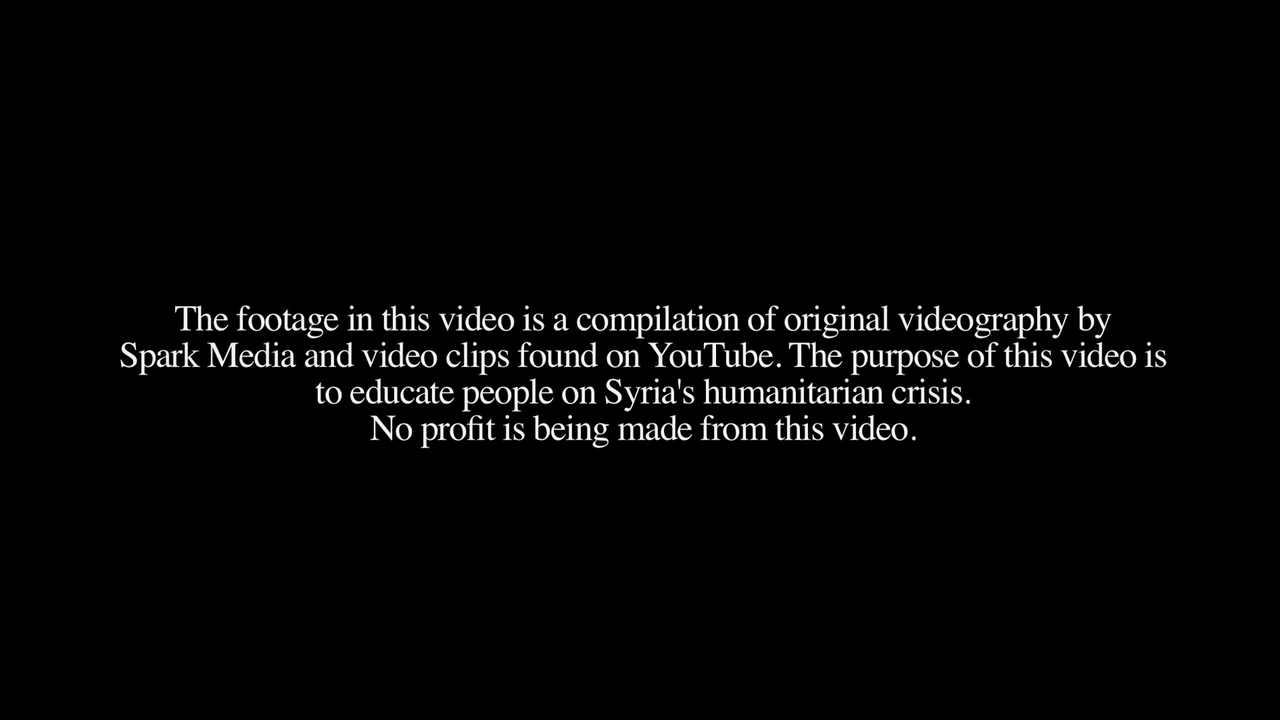 The footage in this video is a compilation of original videography by
Spark Media and video clips found on YouTube. The purpose of this video is
to educate people on Syria's humanitarian crisis.
No profit is being made from this video.